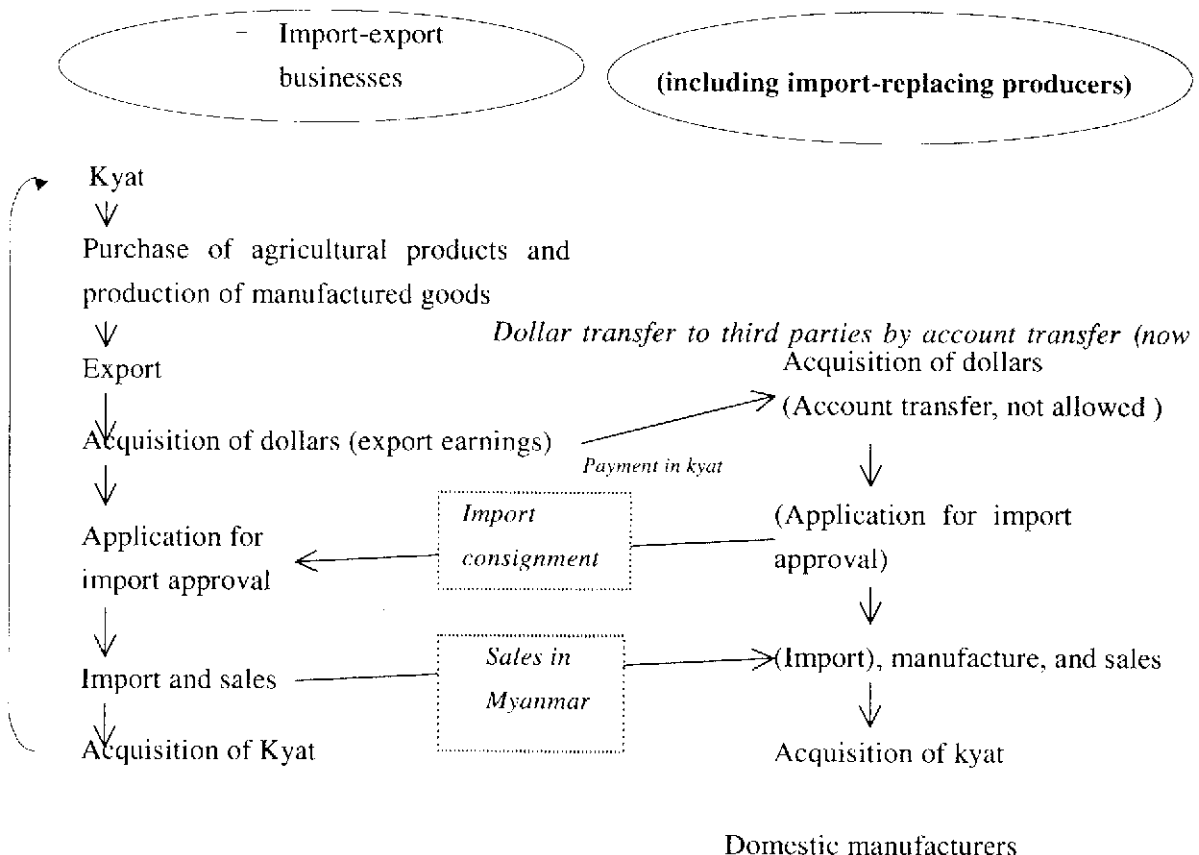 – Import-export
businesses
(including import-replacing producers)
Kyat
Purchase of agricultural products and
production of manufactured goods
Dollar transfer to third parties by account transfer (now
Export
Acquisition of dollars
(Account transfer, not allowed )
Acquisition of dollars (export earnings)
Payment in kyat
Import
consignment
(Application for import
approval)
Application for
import approval
Sales in
Myanmar
(Import), manufacture, and sales
Import and sales
Acquisition of Kyat
Acquisition of kyat
Domestic manufacturers